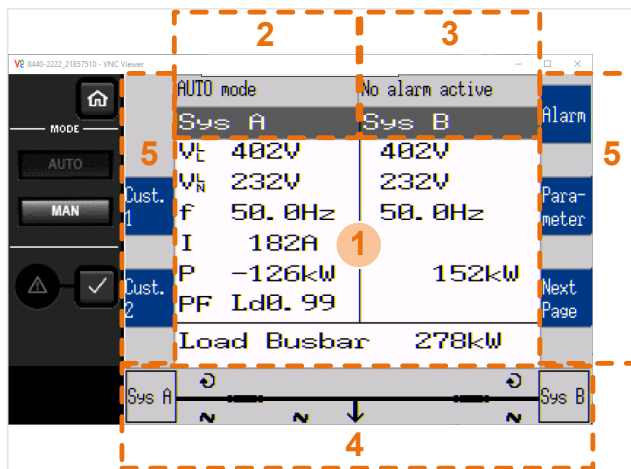 2 3
8440-2222_21857510 - VNC Viewer
AUTO mode No alarm active
Sys A Sys B
MODE
AUTO
MAN
5
Cust.
1
Cust.
2
VLL 402V 402V
VLN 232V 232V
f 50.0Hz 50.0Hz
I 182A
P -126kW 152kW
PF Ld0.99
Load Busbar 278kW
1
Alarm
Para-
meter
Next
Page
5
Sys A Sys B
4